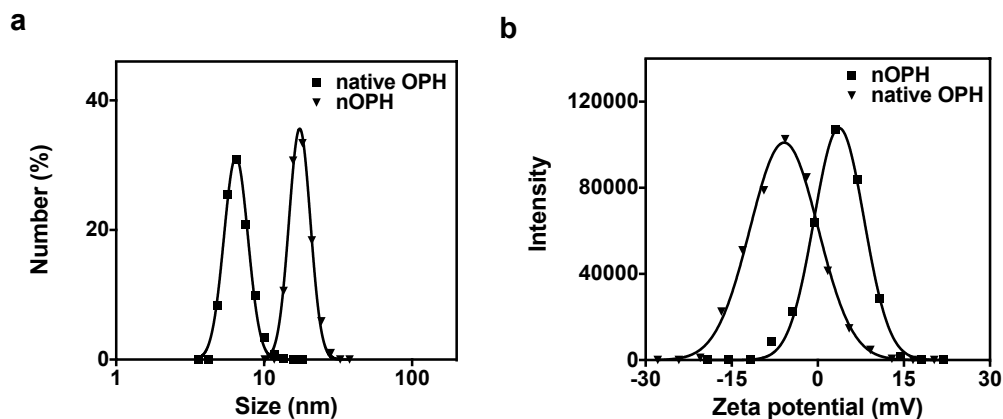 a
native OPH
nOPH
40
20
0
Number (%)
1
10
100
Size (nm)
b
nOPH
native OPH
120000
80000
40000
0
Intensity
-30
-15
0
15
30
Zeta potential (mV)